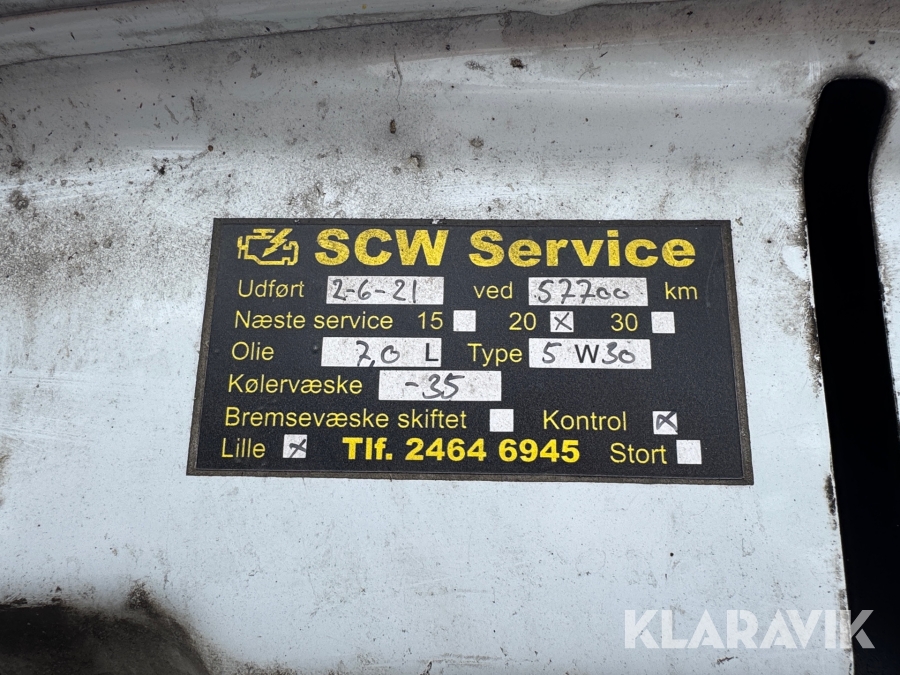 SCW Service
Udført 2-6-21 ved 57700 km
Næste service 15 20 x 30
Olie 7,0 L Type 5 W30
Kølervæske -35
Bremsevæske skiftet Kontrol x
Lille x Tlf. 2464 6945 Stort
KLARAVIK